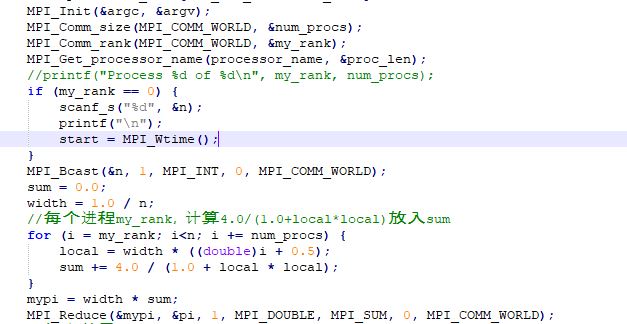 MPI_Init(&argc, &argv);
MPI_Comm_size(MPI_COMM_WORLD, &num_procs);
MPI_Comm_rank(MPI_COMM_WORLD, &my_rank);
MPI_Get_processor_name(processor_name, &proc_len);
//printf("Process %d of %d\n", my_rank, num_procs);
if (my_rank == 0) {
scanf_s("%d", &n);
printf("\n");
start = MPI_Wtime();
}
MPI_Bcast(&n, 1, MPI_INT, 0, MPI_COMM_WORLD);
sum = 0.0;
width = 1.0 / n;
//每个进程my_rank, 计算4.0/(1.0+local*local)放入sum
for (i = my_rank; i<n; i += num_procs) {
local = width * ((double)i + 0.5);
sum += 4.0 / (1.0 + local * local);
}
mypi = width * sum;
MPI_Reduce(&mypi, &pi, 1, MPI_DOUBLE, MPI_SUM, 0, MPI_COMM_WORLD);